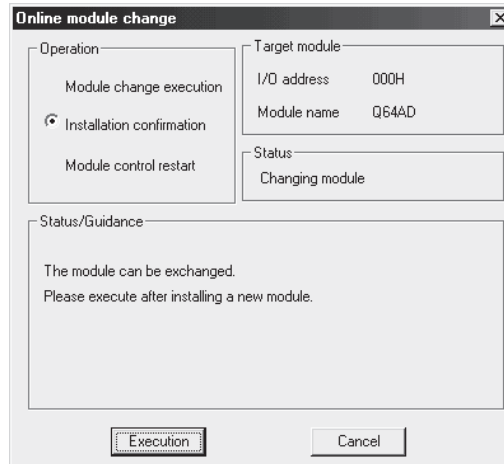 Online module change
Operation
Module change execution
Installation confirmation
Module control restart
Target module
I/O address 000H
Module name Q64AD
Status
Changing module
Status/Guidance
The module can be exchanged.
Please execute after installing a new module.
Execution
Cancel